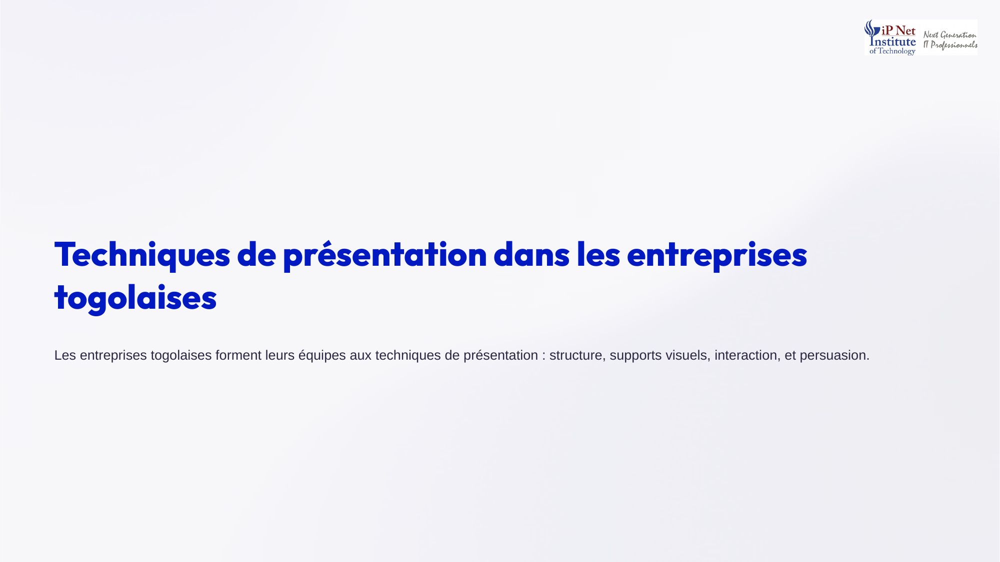 iP Net
Institute
of Technology
Next Generation
IT Professionnels
Techniques de présentation dans les entreprises
togolaises
Les entreprises togolaises forment leurs équipes aux techniques de présentation : structure, supports visuels, interaction, et persuasion.